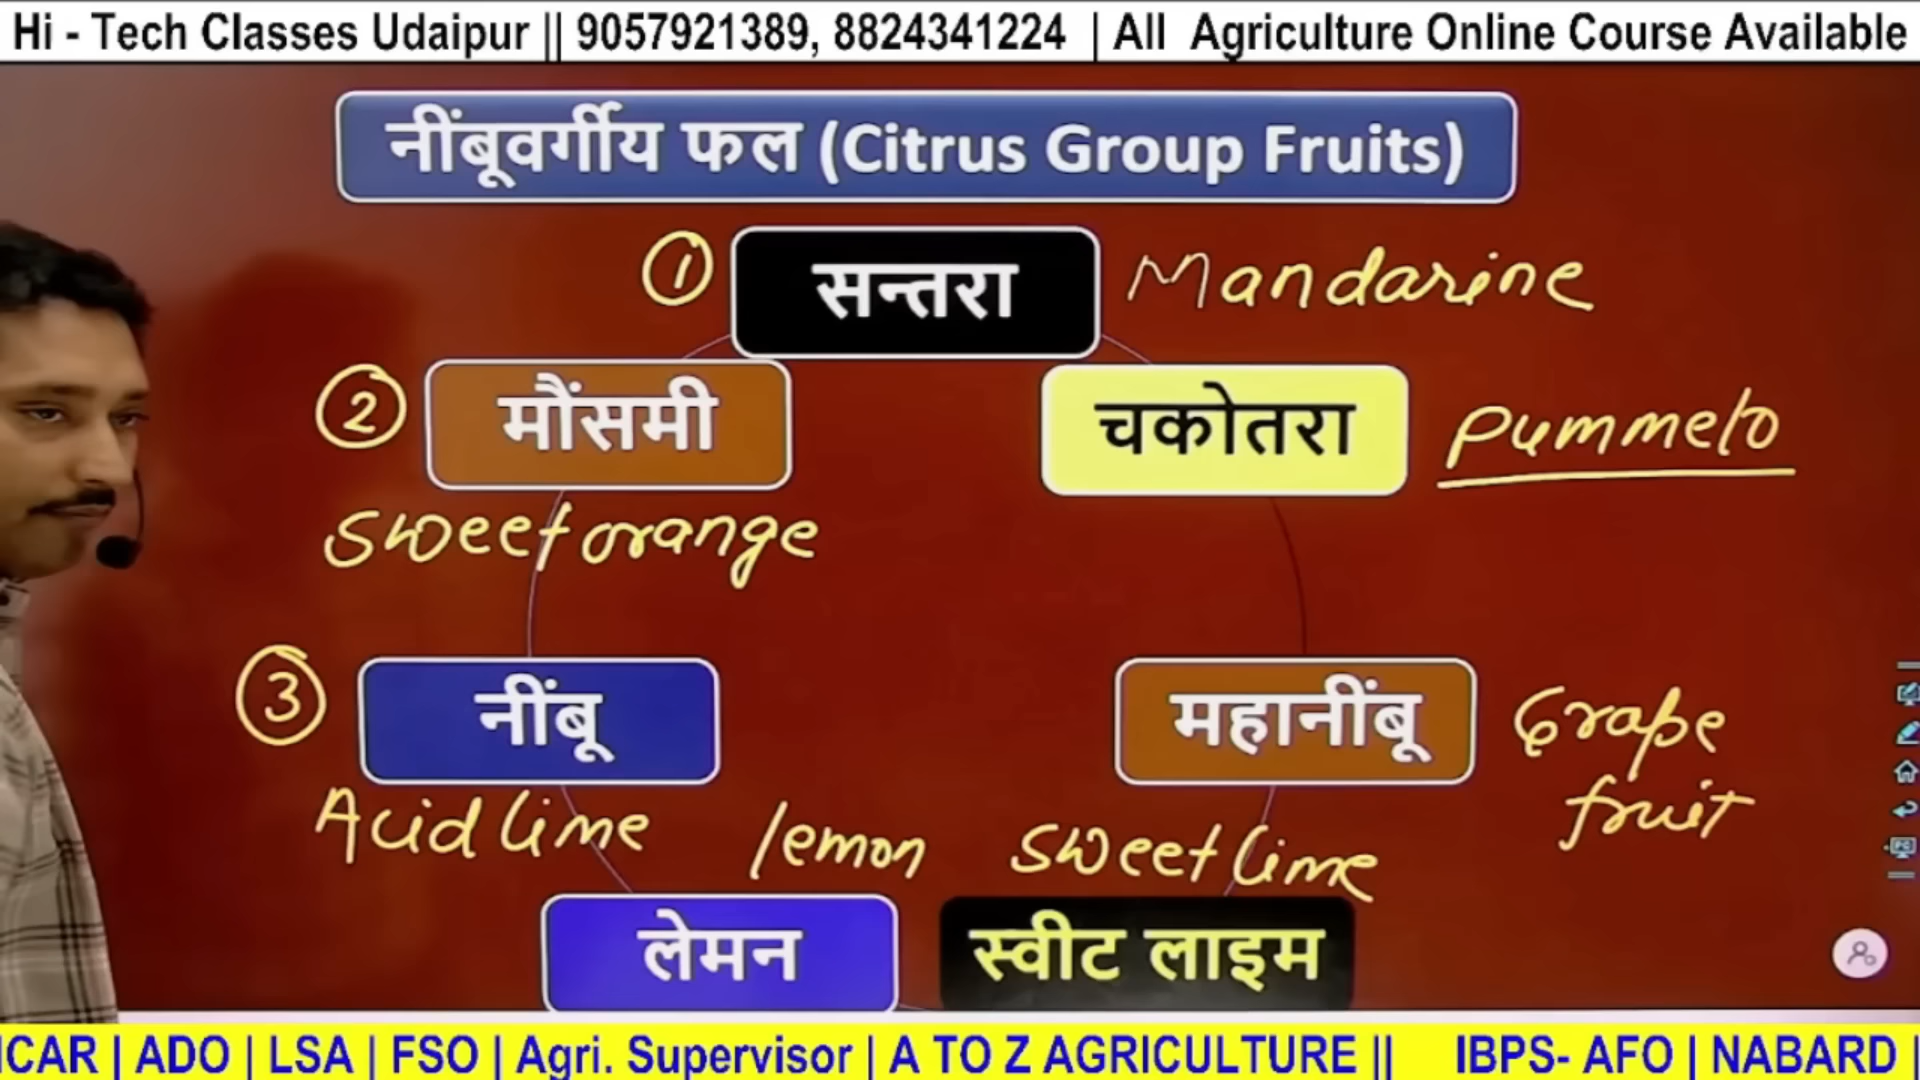 Hi - Tech Classes Udaipur || 9057921389, 8824341224 | All Agriculture Online Course Available
नींबूवर्गीय फल (Citrus Group Fruits)
1 सन्तरा Mandarine
2 मौंसमी
चकोतरा pummelo
sweet orange
3 नींबू
महानींबू Grape
fruit
Acid lime lemon sweet lime
लेमन स्वीट लाइम
ICAR | ADO | LSA | FSO | Agri. Supervisor | A TO Z AGRICULTURE || IBPS- AFO | NABARD |